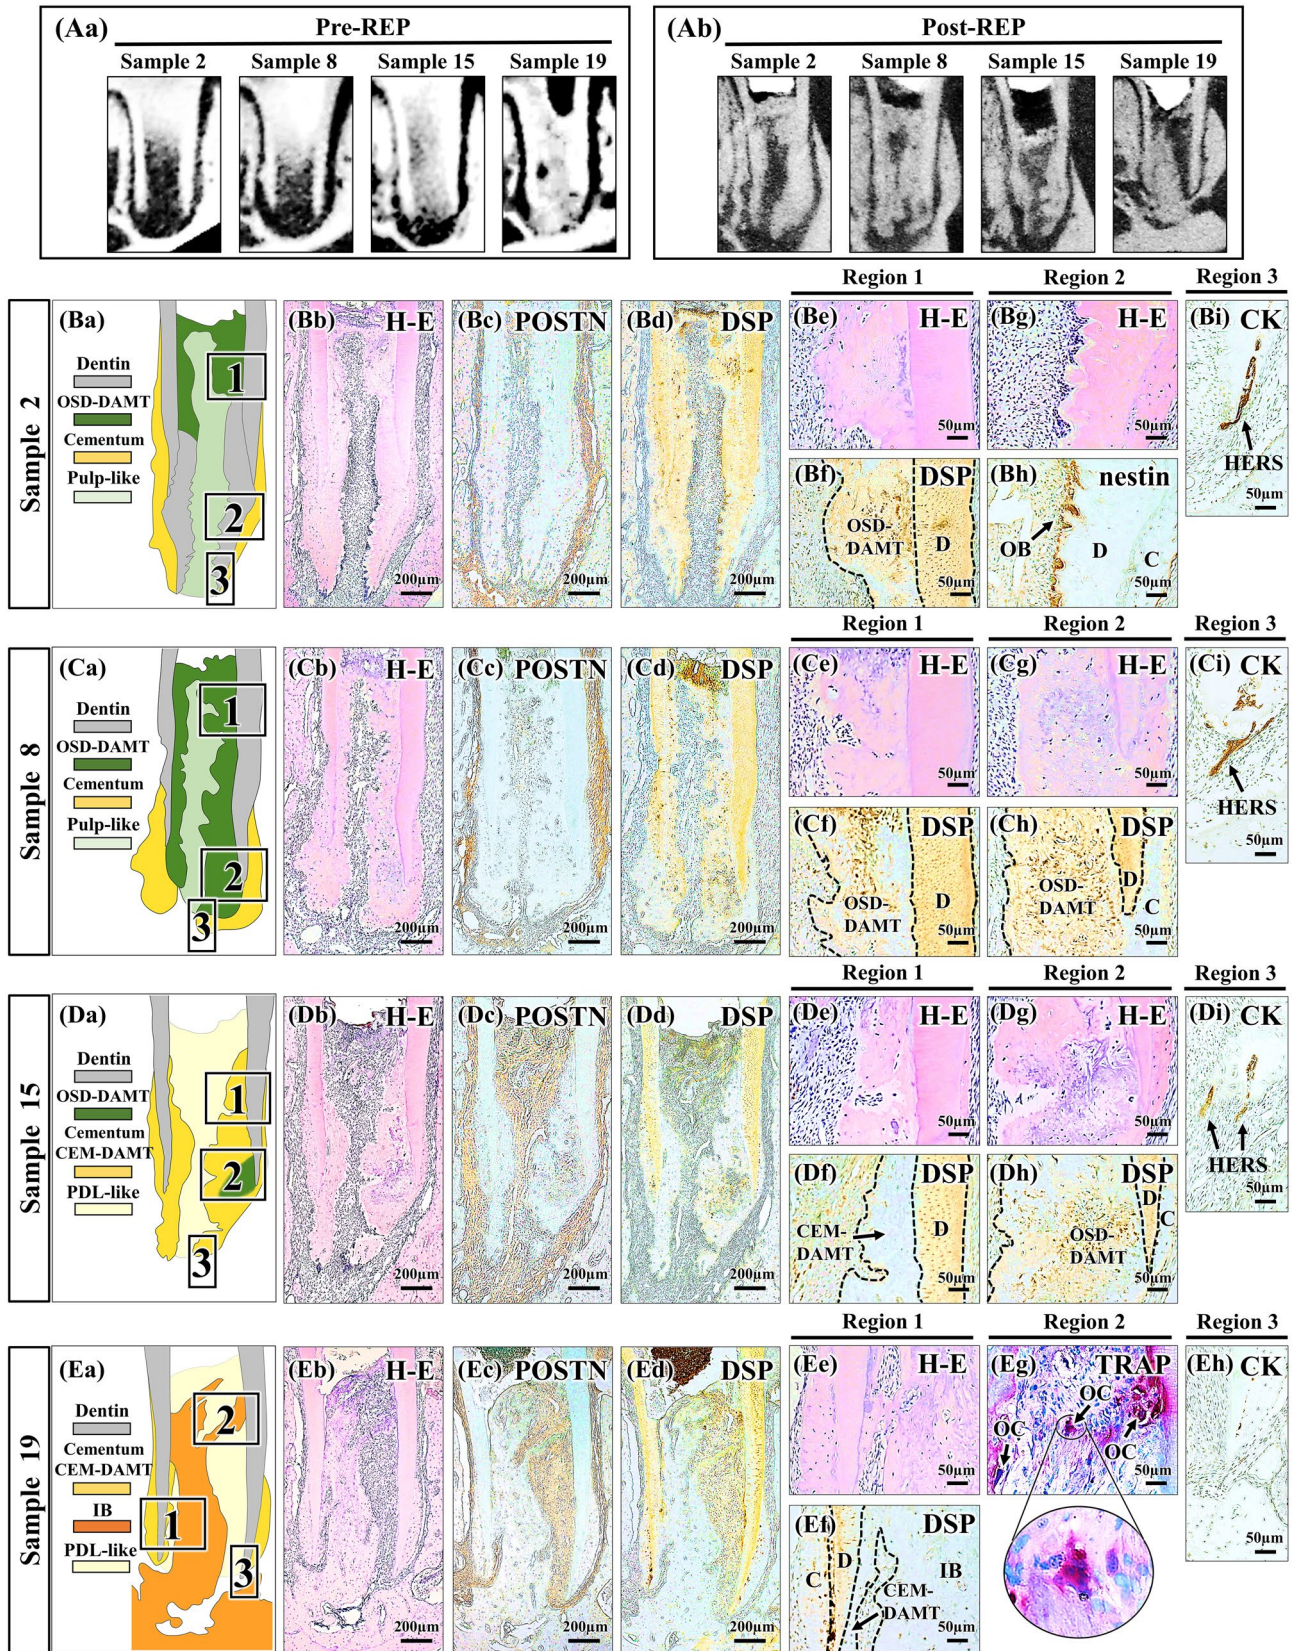 (Aa) Pre-REP
Sample 2 Sample 8 Sample 15 Sample 19
(Ab) Post-REP
Sample 2 Sample 8 Sample 15 Sample 19
Region 1 Region 2 Region 3
Sample 2
(Ba)
Dentin
OSD-DAMT
Cementum
Pulp-like
1
2
3
(Bb) H-E
200µm
(Bc) POSTN
200µm
(Bd) DSP
200µm
(Be) H-E
50µm
(Bg) H-E
50µm
(Bi) CK
HERS
50µm
(Bf) DSP
OSD-
DAMT
D
50µm
(Bh) nestin
OB
D
C
50µm
Region 1 Region 2 Region 3
Sample 8
(Ca)
Dentin
OSD-DAMT
Cementum
Pulp-like
1
2
3
(Cb) H-E
200µm
(Cc) POSTN
200µm
(Cd) DSP
200µm
(Ce) H-E
50µm
(Cg) H-E
50µm
(Ci) CK
HERS
50µm
(Cf) DSP
OSD-
DAMT
D
50µm
(Ch) DSP
OSD-
DAMT
D
C
50µm
Region 1 Region 2 Region 3
Sample 15
(Da)
Dentin
OSD-DAMT
Cementum
CEM-DAMT
PDL-like
1
2
3
(Db) H-E
200µm
(Dc) POSTN
200µm
(Dd) DSP
200µm
(De) H-E
50µm
(Dg) H-E
50µm
(Di) CK
HERS
50µm
(Df) DSP
CEM-
DAMT
D
50µm
(Dh) DSP
D
C
OSD-
DAMT
50µm
Region 1 Region 2 Region 3
Sample 19
(Ea)
Dentin
Cementum
CEM-DAMT
IB
PDL-like
2
1
3
(Eb) H-E
200µm
(Ec) POSTN
200µm
(Ed) DSP
200µm
(Ee) H-E
50µm
(Eg) TRAP
OC
OC
OC
50µm
(Eh) CK
50µm
(Ef) DSP
D
C
IB
CEM-
DAMT
50µm